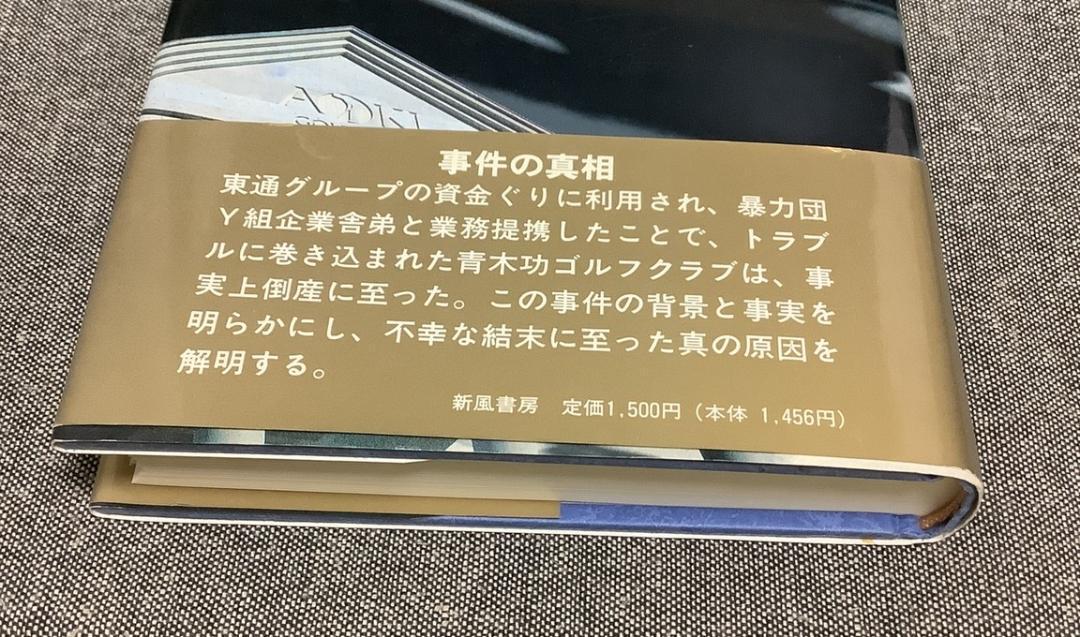 AOKI
事件の真相
東通グループの資金ぐりに利用され、暴力団
Y組企業舎弟と業務提携したことで、トラブ
ルに巻き込まれた青木功ゴルフクラブは、事
実上倒産に至った。この事件の背景と事実を
明らかにし、不幸な結末に至った真の原因を
解明する。
新風書房 定価1,500円(本体 1,456円)